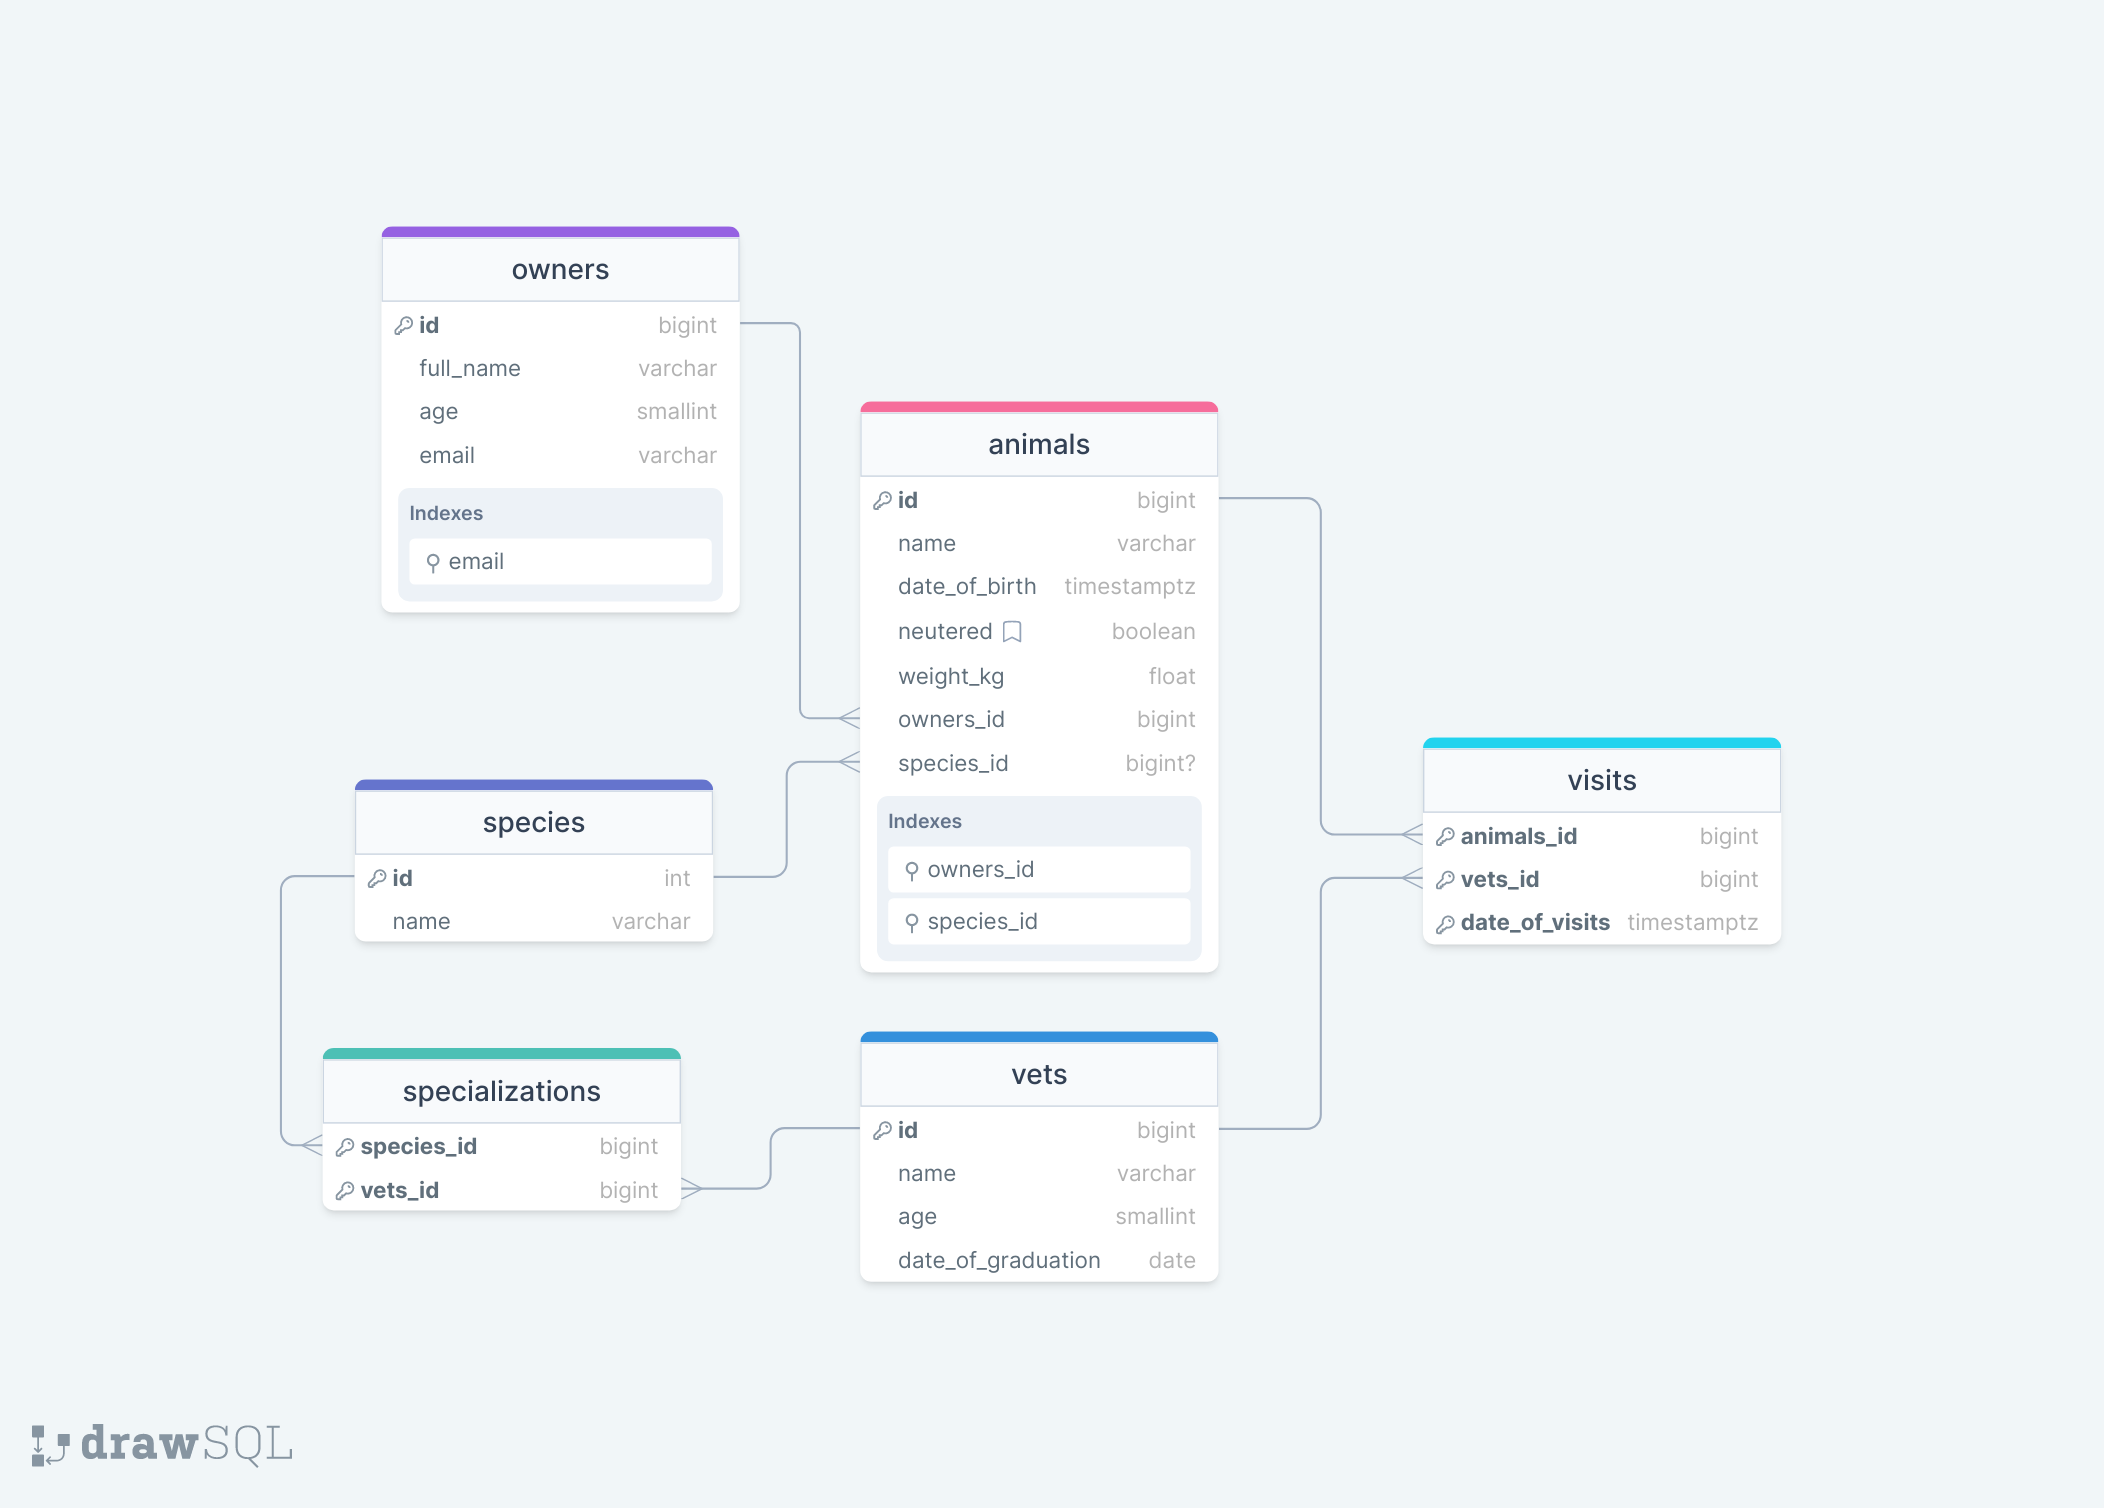 owners
id bigint
full_name varchar
age smallint
email varchar
Indexes
email
animals
id bigint
name varchar
date_of_birth timestamptz
neutered boolean
weight_kg float
owners_id bigint
species_id bigint?
Indexes
owners_id
species_id
species
id int
name varchar
visits
animals_id bigint
vets_id bigint
date_of_visits timestamptz
specializations
species_id bigint
vets_id bigint
vets
id bigint
name varchar
age smallint
date_of_graduation date
drawSQL